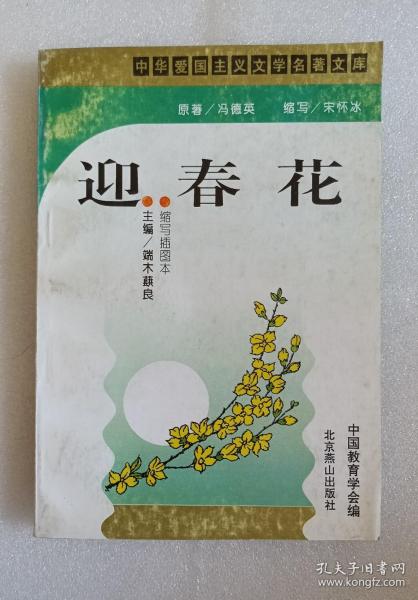 中华爱国主义文学名著文库
原著/冯德英 缩写/宋怀冰
迎春花
缩写插图本
主编/端木蕻良
中国教育学会编
北京燕山出版社
孔夫子旧书网
www.kongfz.com